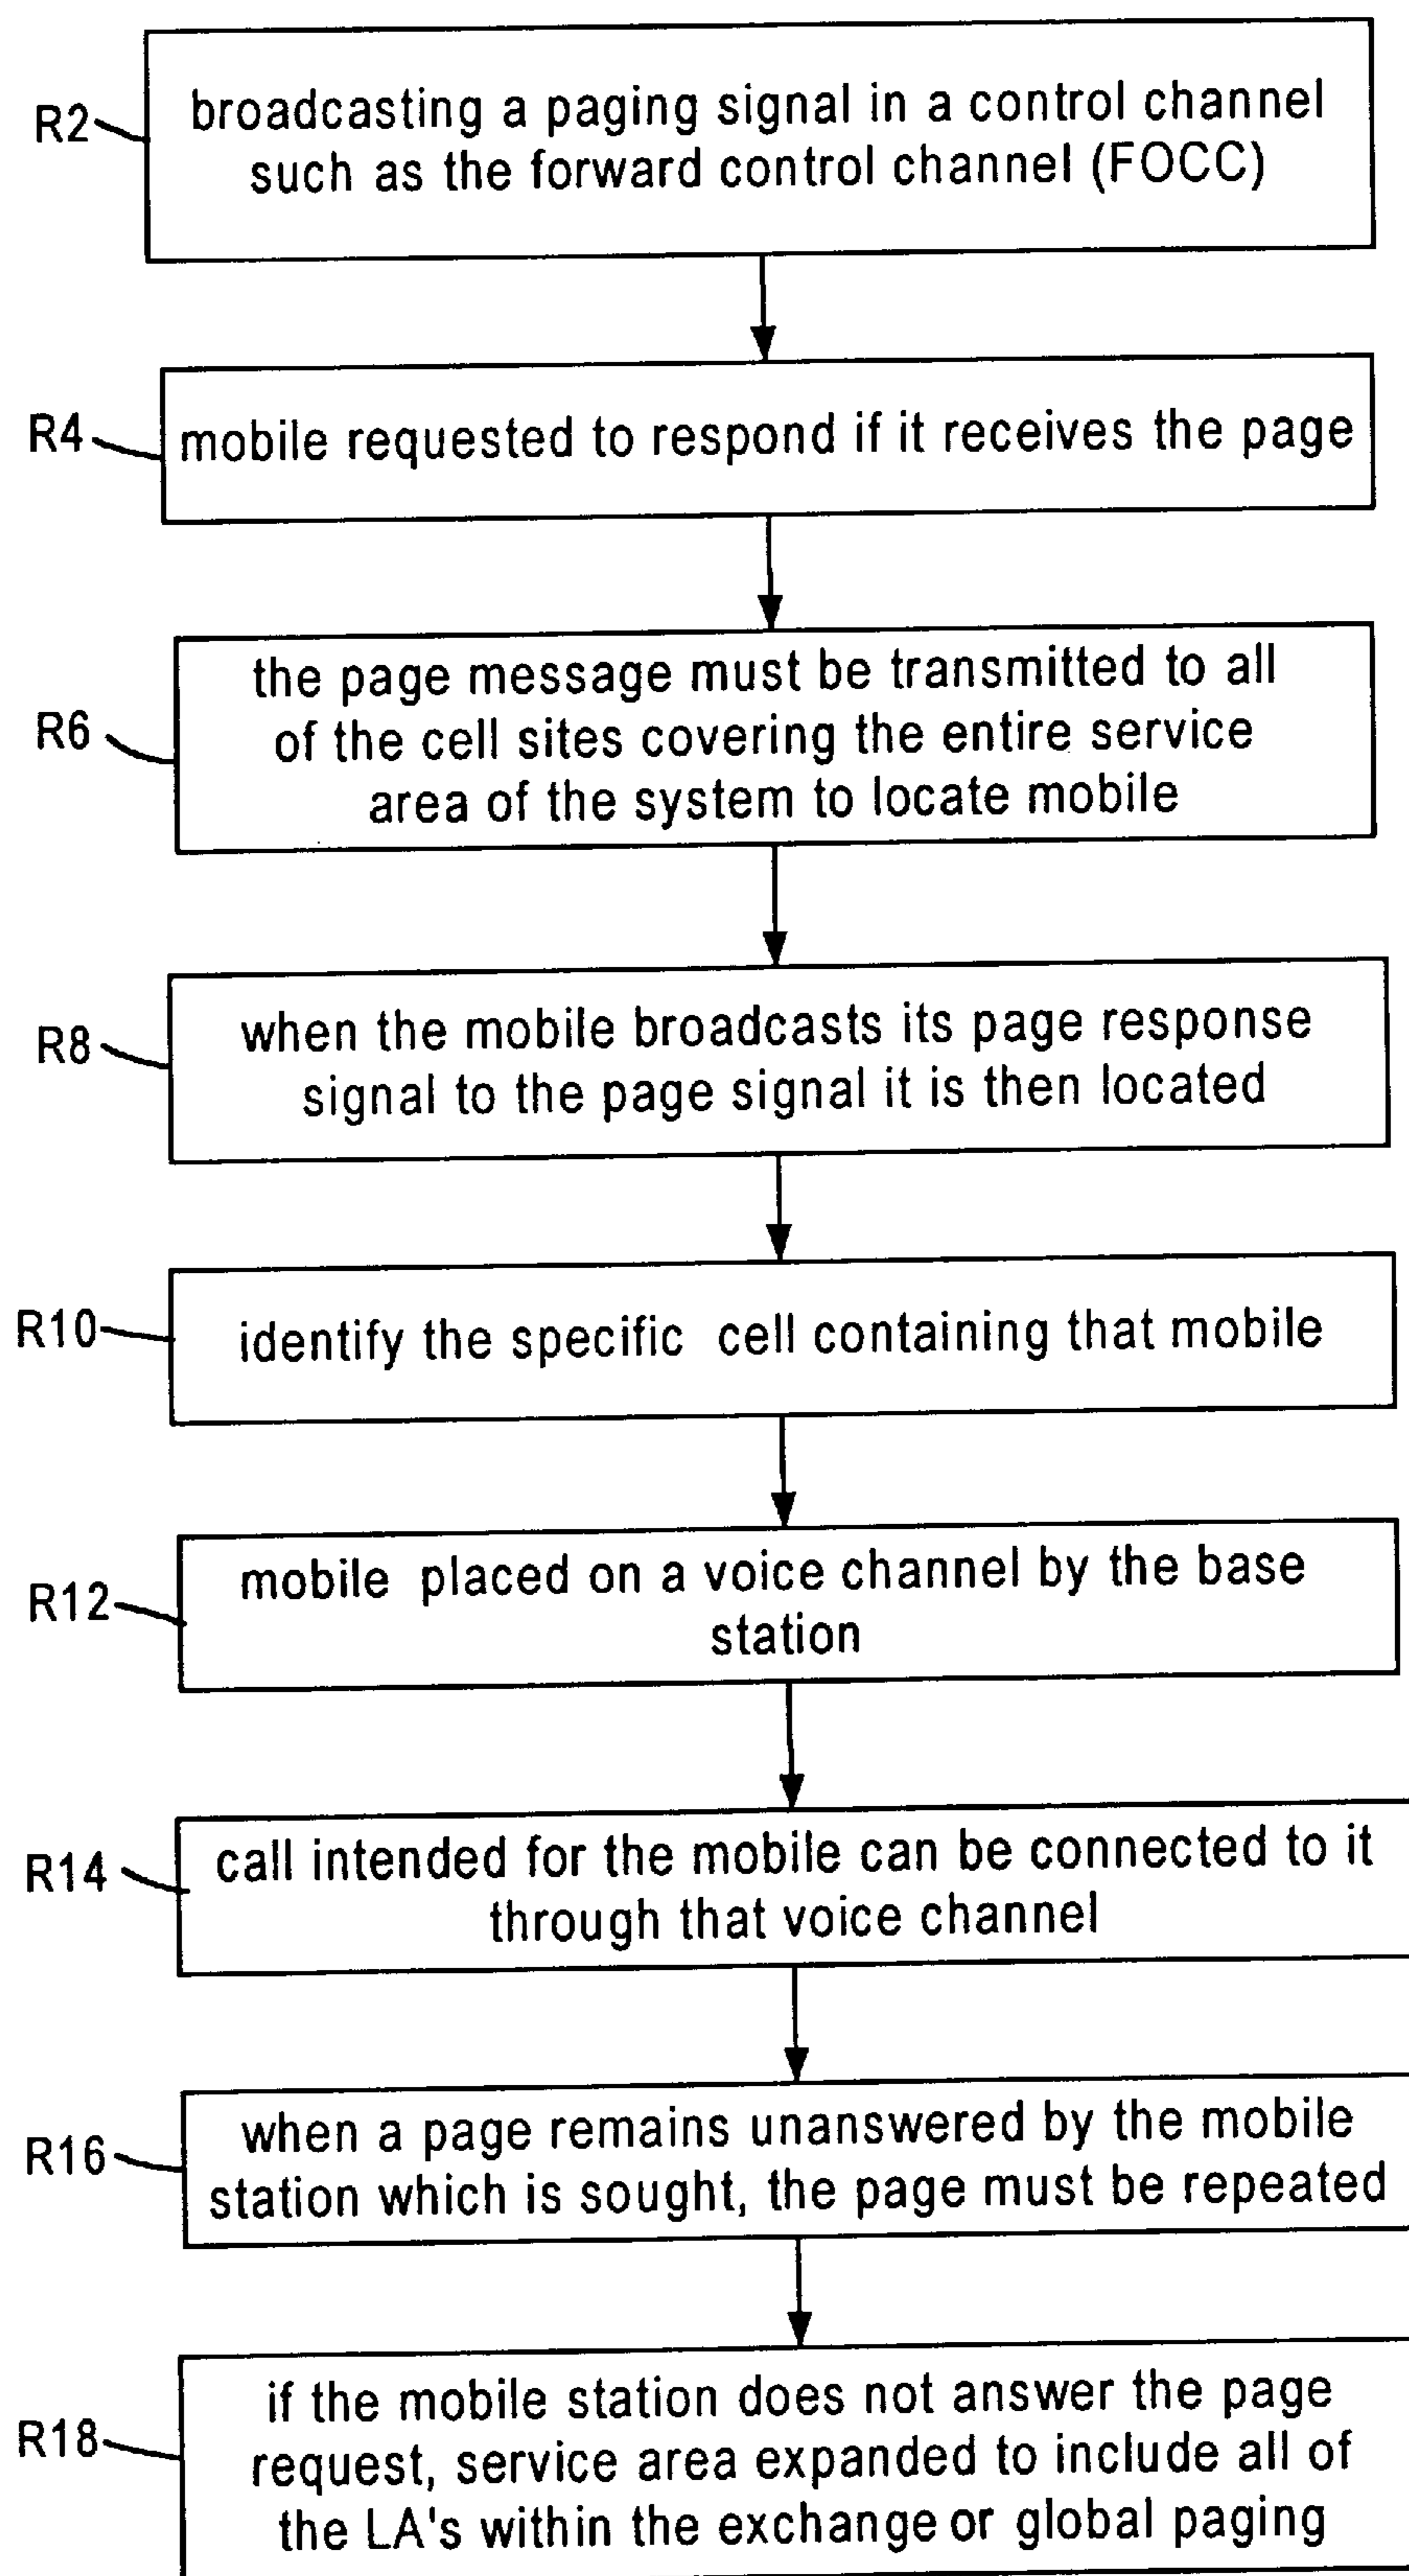 R2
broadcasting a paging signal in a control channel
such as the forward control channel (FOCC)
R4
mobile requested to respond if it receives the page
R6
the page message must be transmitted to all
of the cell sites covering the entire service
area of the system to locate mobile
R8
when the mobile broadcasts its page response
signal to the page signal it is then located
R10
identify the specific cell containing that mobile
R12
mobile placed on a voice channel by the base
station
R14
call intended for the mobile can be connected to it
through that voice channel
R16
when a page remains unanswered by the mobile
station which is sought, the page must be repeated
R18
if the mobile station does not answer the page
request, service area expanded to include all of
the LA's within the exchange or global paging